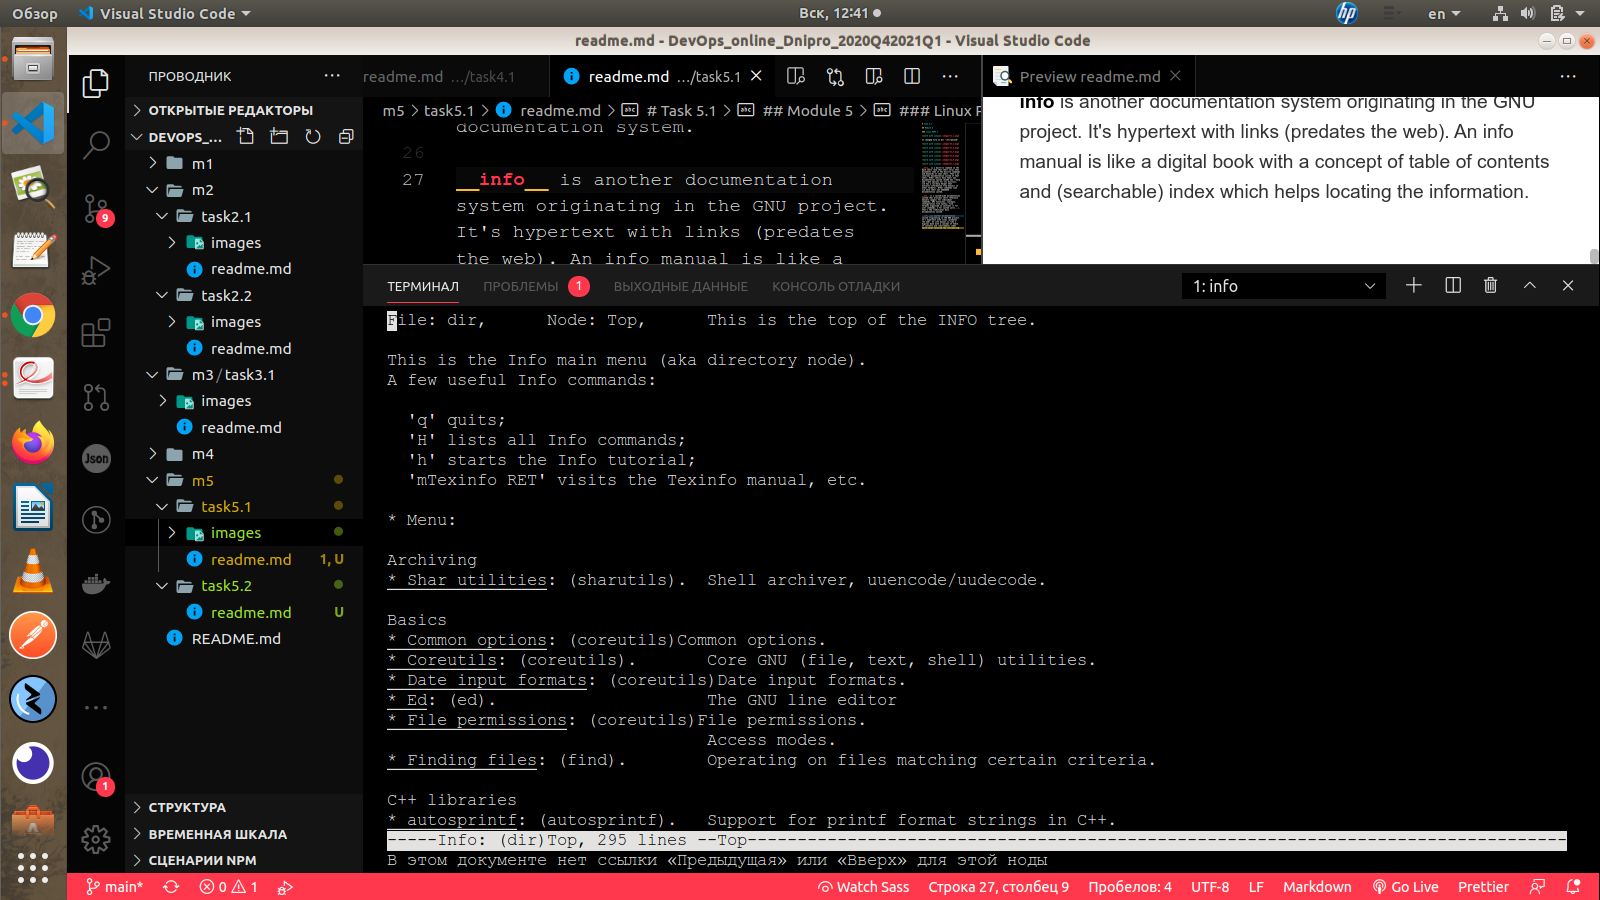 Обзор
Visual Studio Code
Вск, 12:41
hp
en
readme.md - DevOps_online_Dnipro_2020Q42021Q1 - Visual Studio Code
ПРОВОДНИК
readme.md .../task4.1
readme.md .../task5.1
Preview readme.md
ОТКРЫТЫЕ РЕДАКТОРЫ
DEVOPS_...
m1
m2
task2.1
images
readme.md
task2.2
images
readme.md
m3/task3.1
images
readme.md
m4
m5
task5.1
images
readme.md 1, U
task5.2
readme.md U
README.md
СТРУКТУРА
ВРЕМЕННАЯ ШКАЛА
СЦЕНАРИИ NPM
9
Json
1
m5 > task5.1 > readme.md > # Task 5.1 > ## Module 5 > ### Linux
documentation system.
26
27 __info__ is another documentation
system originating in the GNU project.
It's hypertext with links (predates
the web). An info manual is like a
info is another documentation system originating in the GNU
project. It's hypertext with links (predates the web). An info
manual is like a digital book with a concept of table of contents
and (searchable) index which helps locating the information.
ТЕРМИНАЛ
ПРОБЛЕМЫ 1
ВЫХОДНЫЕ ДАННЫЕ
КОНСОЛЬ ОТЛАДКИ
1: info
File: dir, Node: Top, This is the top of the INFO tree.
This is the Info main menu (aka directory node).
A few useful Info commands:
'q' quits;
'H' lists all Info commands;
'h' starts the Info tutorial;
'mTexinfo RET' visits the Texinfo manual, etc.
* Menu:
Archiving
* Shar utilities: (sharutils). Shell archiver, uuencode/uudecode.
Basics
* Common options: (coreutils)Common options.
* Coreutils: (coreutils). Core GNU (file, text, shell) utilities.
* Date input formats: (coreutils)Date input formats.
* Ed: (ed). The GNU line editor
* File permissions: (coreutils)File permissions.
Access modes.
* Finding files: (find). Operating on files matching certain criteria.
C++ libraries
* autosprintf: (autosprintf). Support for printf format strings in C++.
-----Info: (dir)Top, 295 lines --Top----------------------------------------------------------------------------------
В этом документе нет ссылки «Предыдущая» или «Вверх» для этой ноды
main*
0
1
Watch Sass
Строка 27, столбец 9
Пробелов: 4
UTF-8
LF
Markdown
Go Live
Prettier